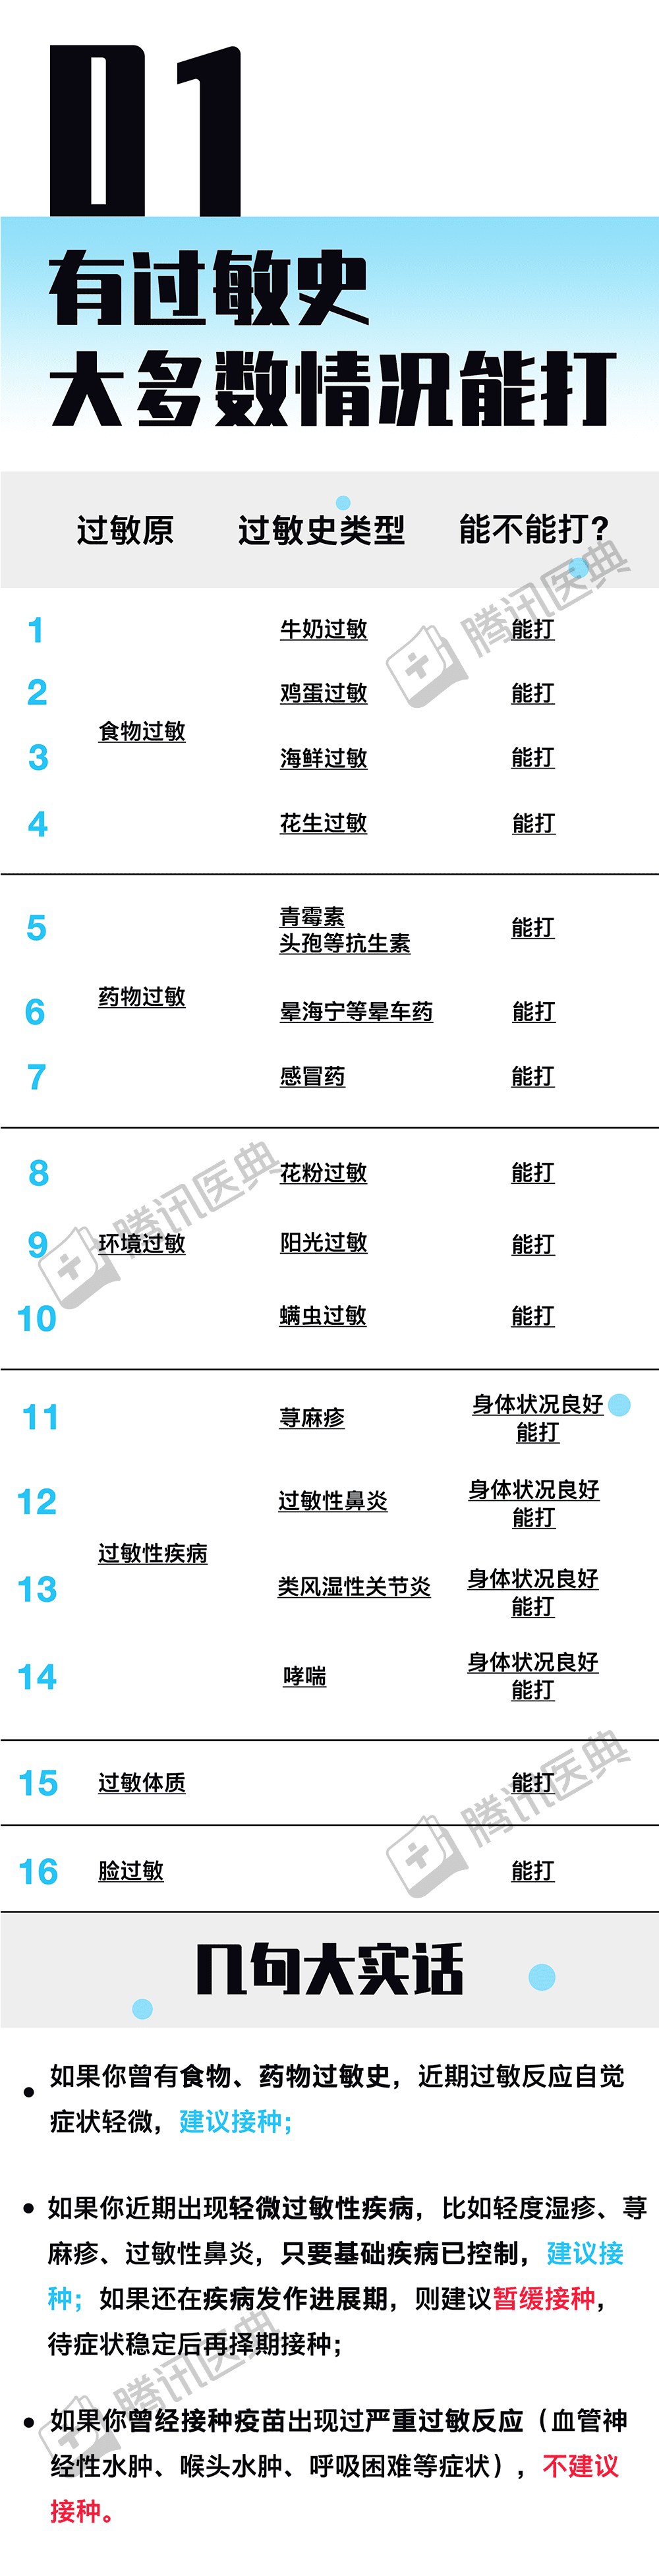 01
有过敏史
大多数情况能打
过敏原 过敏史类型 能不能打?
腾讯医典
1 牛奶过敏 能打
2 鸡蛋过敏 能打
食物过敏
3 海鲜过敏 能打
4 花生过敏 能打
青霉素
5 能打
头孢等抗生素
药物过敏
6 晕海宁等晕车药 能打
7 感冒药 能打
8 花粉过敏 能打
腾讯医典
9 环境过敏 阳光过敏 能打
10 螨虫过敏 能打
身体状况良好
11 荨麻疹
能打
身体状况良好
12 过敏性鼻炎
能打
过敏性疾病
身体状况良好
13 类风湿性关节炎
能打
身体状况良好
14 哮喘
能打
腾讯医典
15 过敏体质 能打
16 脸过敏 能打
几句大实话
• 如果你曾有食物、药物过敏史，近期过敏反应自觉
症状轻微，建议接种；
• 如果你近期出现轻微过敏性疾病，比如轻度湿疹、荨
麻疹、过敏性鼻炎，只要基础疾病已控制，建议接
种；如果还在疾病发作进展期，则建议暂缓接种，
待症状稳定后再择期接种；
腾讯医典
• 如果你曾经接种疫苗出现过严重过敏反应（血管神
经性水肿、喉头水肿、呼吸困难等症状），不建议
接种。